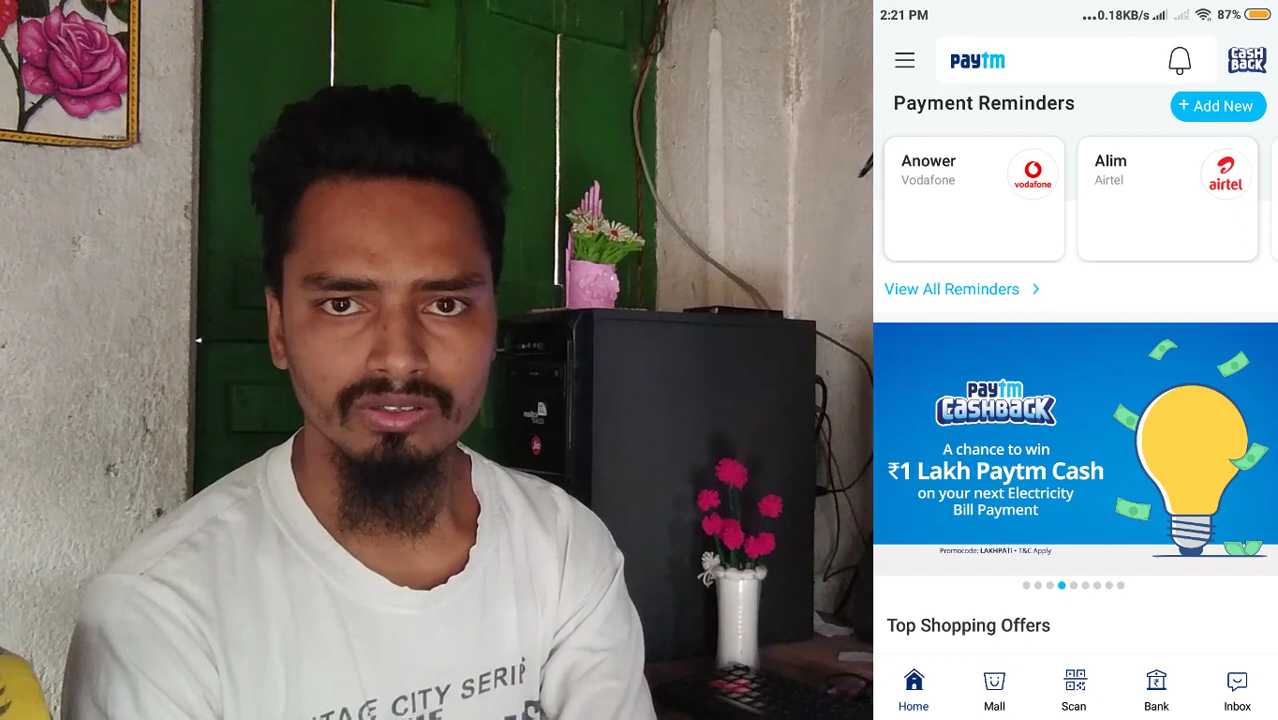 2:21 PM
...0.18KB/s
87%
paytm
CASH
BACK
Payment Reminders
+ Add New
Anower
Vodafone
vodafone
Alim
Airtel
airtel
View All Reminders >
paytm
CASHBACK
A chance to win
₹1 Lakh Paytm Cash
on your next Electricity
Bill Payment
Promocode: LAKHPATI • T&C Apply
Top Shopping Offers
Home
Mall
Scan
Bank
Inbox
NTAGE CITY SERIP